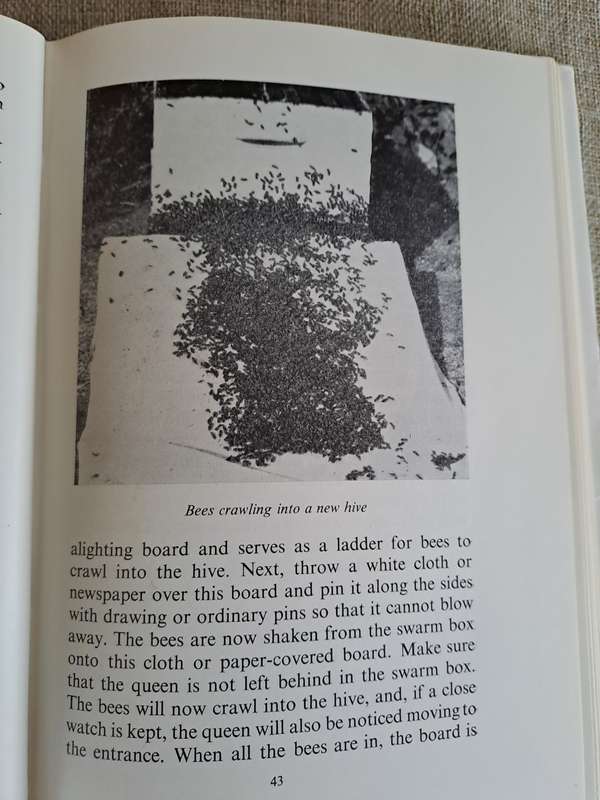 Bees crawling into a new hive
alighting board and serves as a ladder for bees to
crawl into the hive. Next, throw a white cloth or
newspaper over this board and pin it along the sides
with drawing or ordinary pins so that it cannot blow
away. The bees are now shaken from the swarm box
onto this cloth or paper-covered board. Make sure
that the queen is not left behind in the swarm box.
The bees will now crawl into the hive, and, if a close
watch is kept, the queen will also be noticed moving to
the entrance. When all the bees are in, the board is
43